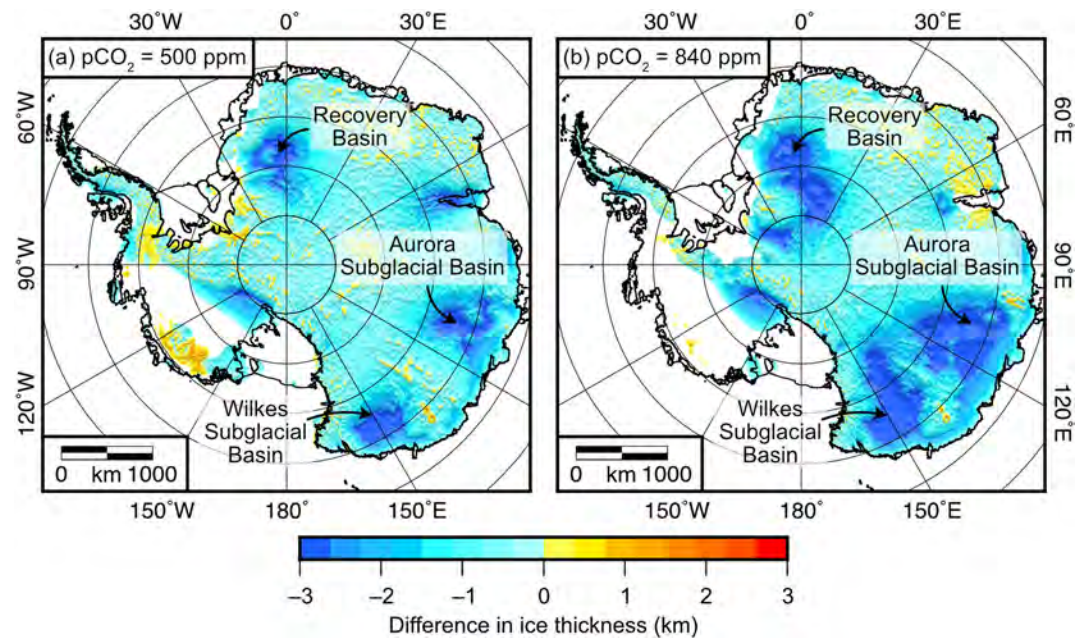 30°W 0° 30°E 30°W 0° 30°E
(a) pCO₂ = 500 ppm
(b) pCO₂ = 840 ppm
60°W
60°E
Recovery
Basin
Recovery
Basin
90°W
90°E
Aurora
Subglacial Basin
Aurora
Subglacial Basin
120°W
120°E
Wilkes
Subglacial
Basin
Wilkes
Subglacial
Basin
0 km 1000
0 km 1000
150°W 180° 150°E 150°W 180° 150°E
–3 –2 –1 0 1 2 3
Difference in ice thickness (km)